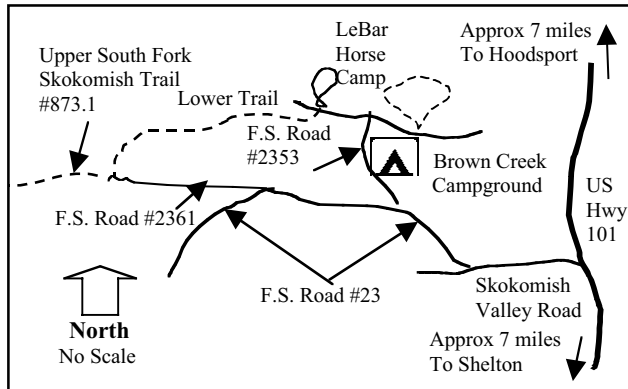 Upper South Fork
Skokomish Trail
#873.1
LeBar
Horse
Camp
Approx 7 miles
To Hoodsport
Lower Trail
F.S. Road
#2353
Brown Creek
Campground
US
Hwy
101
F.S. Road #2361
F.S. Road #23
Skokomish
Valley Road
North
No Scale
Approx 7 miles
To Shelton